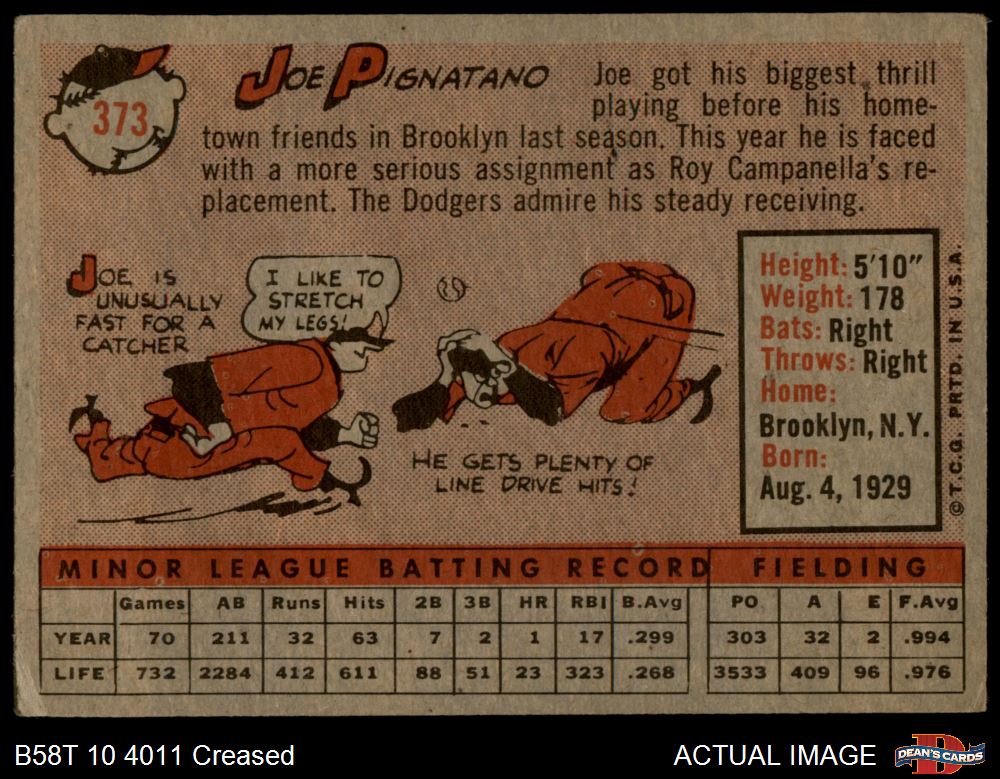 373
JOE PIGNATANO
Joe got his biggest thrill
playing before his home-
town friends in Brooklyn last season. This year he is faced
with a more serious assignment as Roy Campanella's re-
placement. The Dodgers admire his steady receiving.
JOE IS
UNUSUALLY
FAST FOR A
CATCHER
I LIKE TO
STRETCH
MY LEGS!
HE GETS PLENTY OF
LINE DRIVE HITS!
Height: 5'10"
Weight: 178
Bats: Right
Throws: Right
Home:
Brooklyn, N.Y.
Born:
Aug. 4, 1929
© T.C.G. PRTD. IN U.S.A.
MINOR LEAGUE BATTING RECORD FIELDING
Games AB Runs Hits 2B 3B HR RBI B.Avg PO A E F.Avg
YEAR 70 211 32 63 7 2 1 17 .299 303 32 2 .994
LIFE 732 2284 412 611 88 51 23 323 .268 3533 409 96 .976
B58T 10 4011 Creased
ACTUAL IMAGE
DEAN'S CARDS